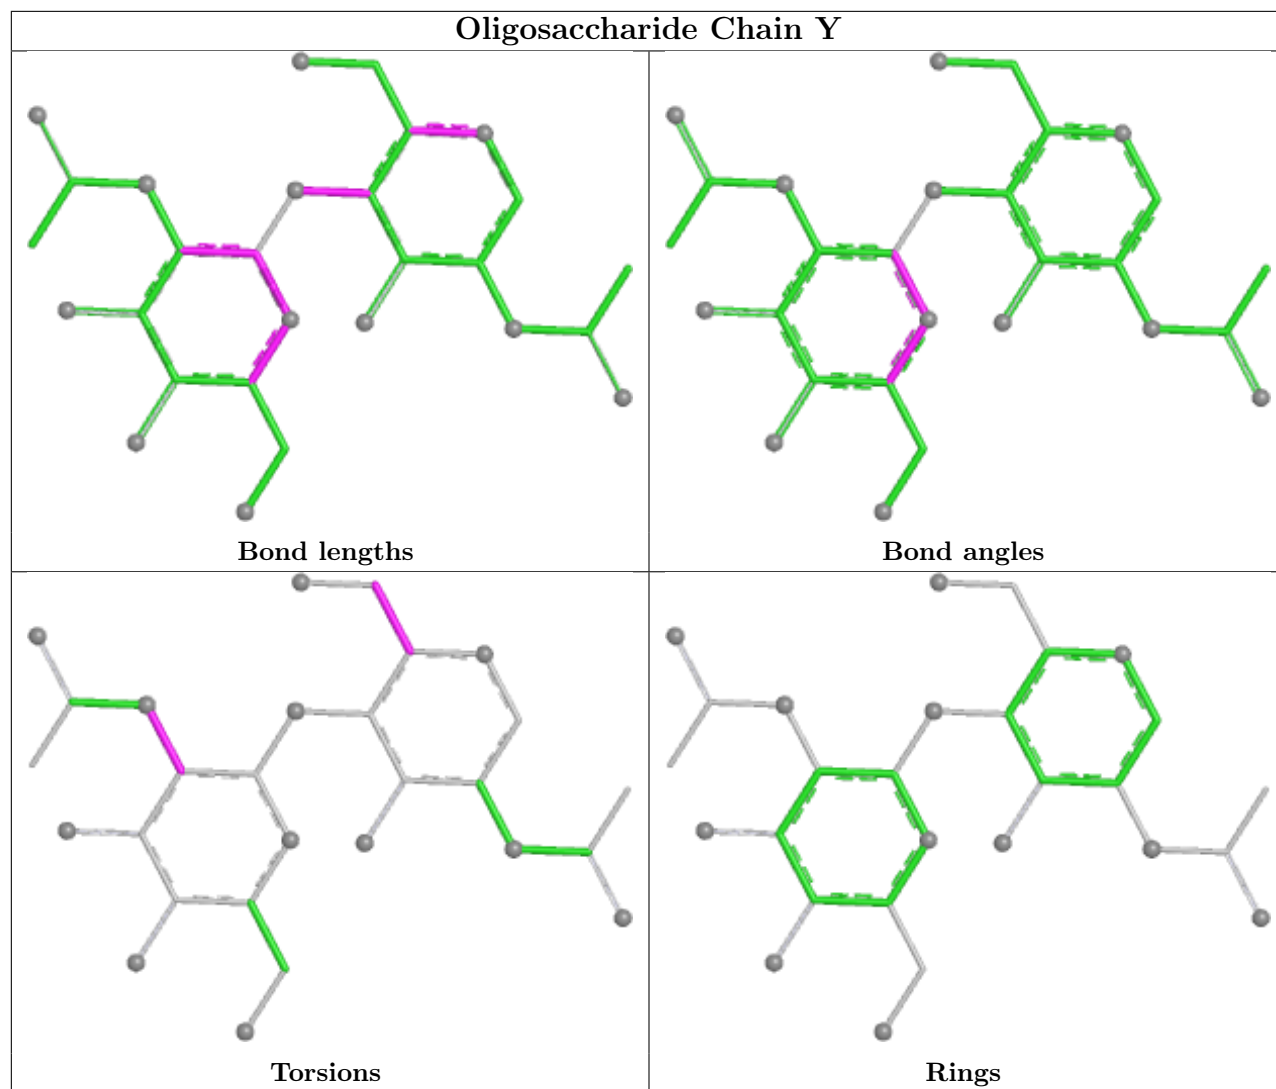 Oligosaccharide Chain Y
Bond lengths
Bond angles
Torsions
Rings